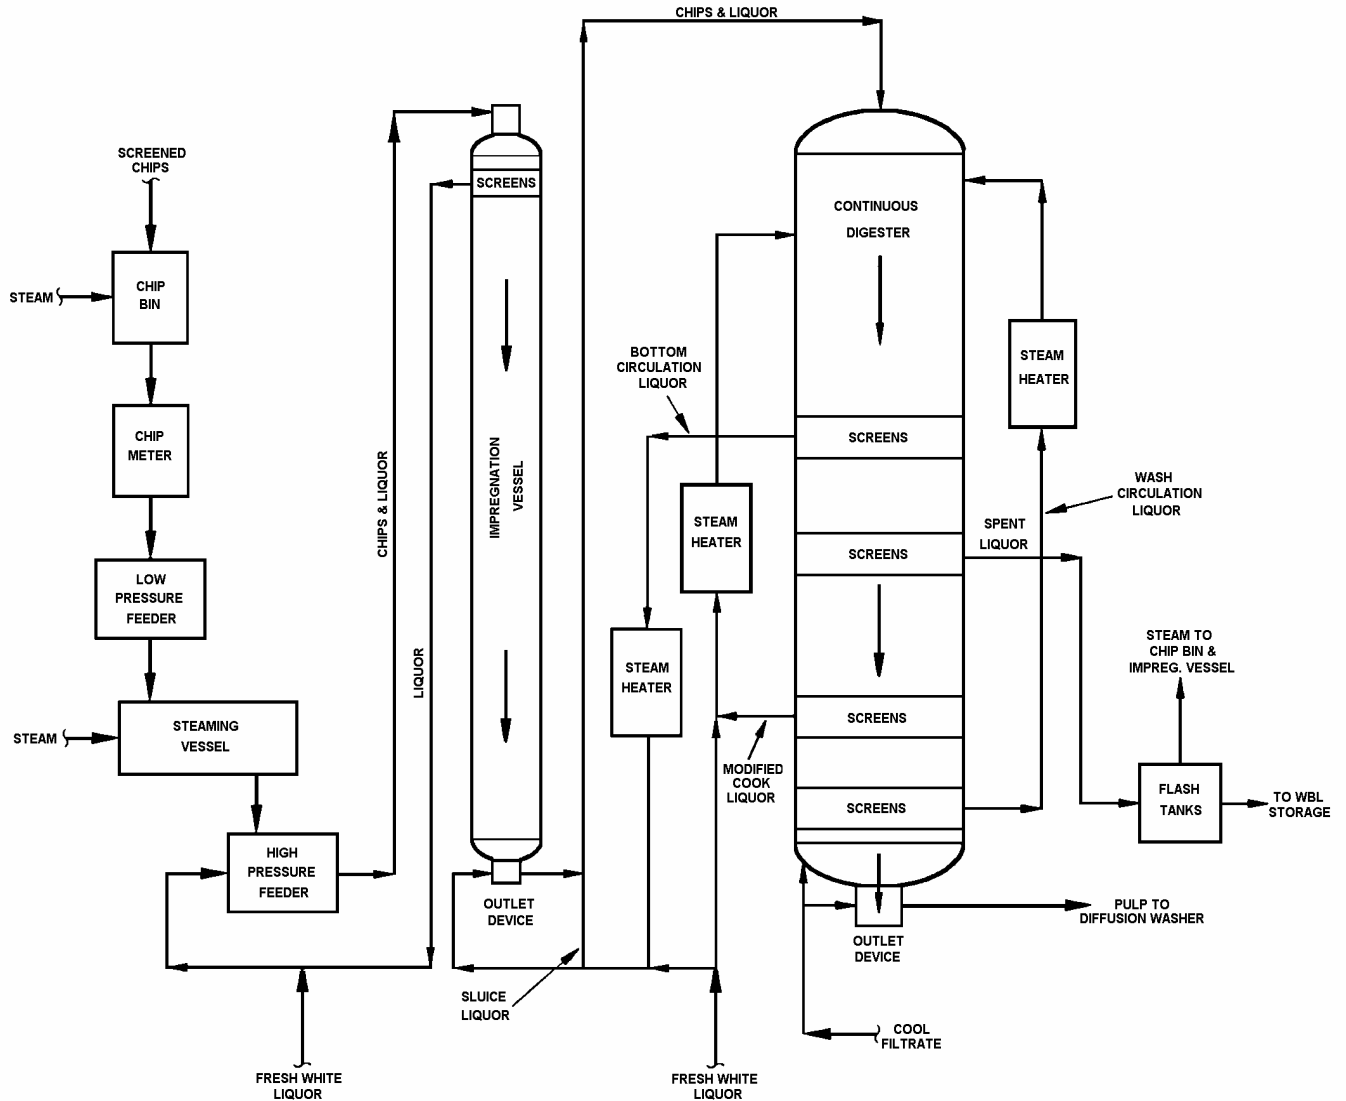 CHIPS & LIQUOR
SCREENED
CHIPS
STEAM
CHIP
BIN
CHIP
METER
LOW
PRESSURE
FEEDER
STEAM
STEAMING
VESSEL
HIGH
PRESSURE
FEEDER
FRESH WHITE
LIQUOR
CHIPS & LIQUOR
LIQUOR
SCREENS
IMPREGNATION
VESSEL
OUTLET
DEVICE
SLUICE
LIQUOR
BOTTOM
CIRCULATION
LIQUOR
STEAM
HEATER
STEAM
HEATER
MODIFIED
COOK
LIQUOR
FRESH WHITE
LIQUOR
CONTINUOUS
DIGESTER
SCREENS
SCREENS
SCREENS
SCREENS
OUTLET
DEVICE
COOL
FILTRATE
STEAM
HEATER
WASH
CIRCULATION
LIQUOR
SPENT
LIQUOR
STEAM TO
CHIP BIN &
IMPREG. VESSEL
FLASH
TANKS
TO WBL
STORAGE
PULP TO
DIFFUSION WASHER